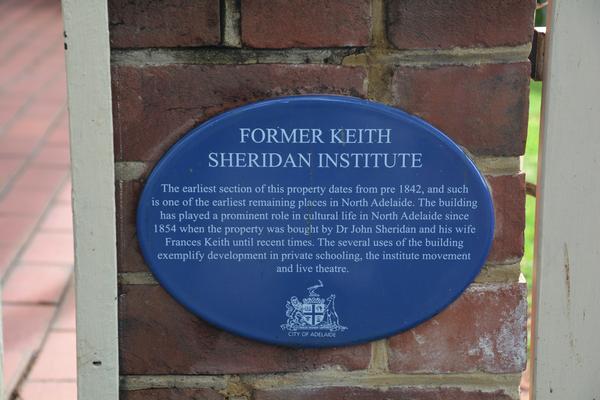 FORMER KEITH
SHERIDAN INSTITUTE
The earliest section of this property dates from pre 1842, and such
is one of the earliest remaining places in North Adelaide. The building
has played a prominent role in cultural life in North Adelaide since
1854 when the property was bought by Dr John Sheridan and his wife
Frances Keith until recent times. The several uses of the building
exemplify development in private schooling, the institute movement
and live theatre.
CITY OF ADELAIDE